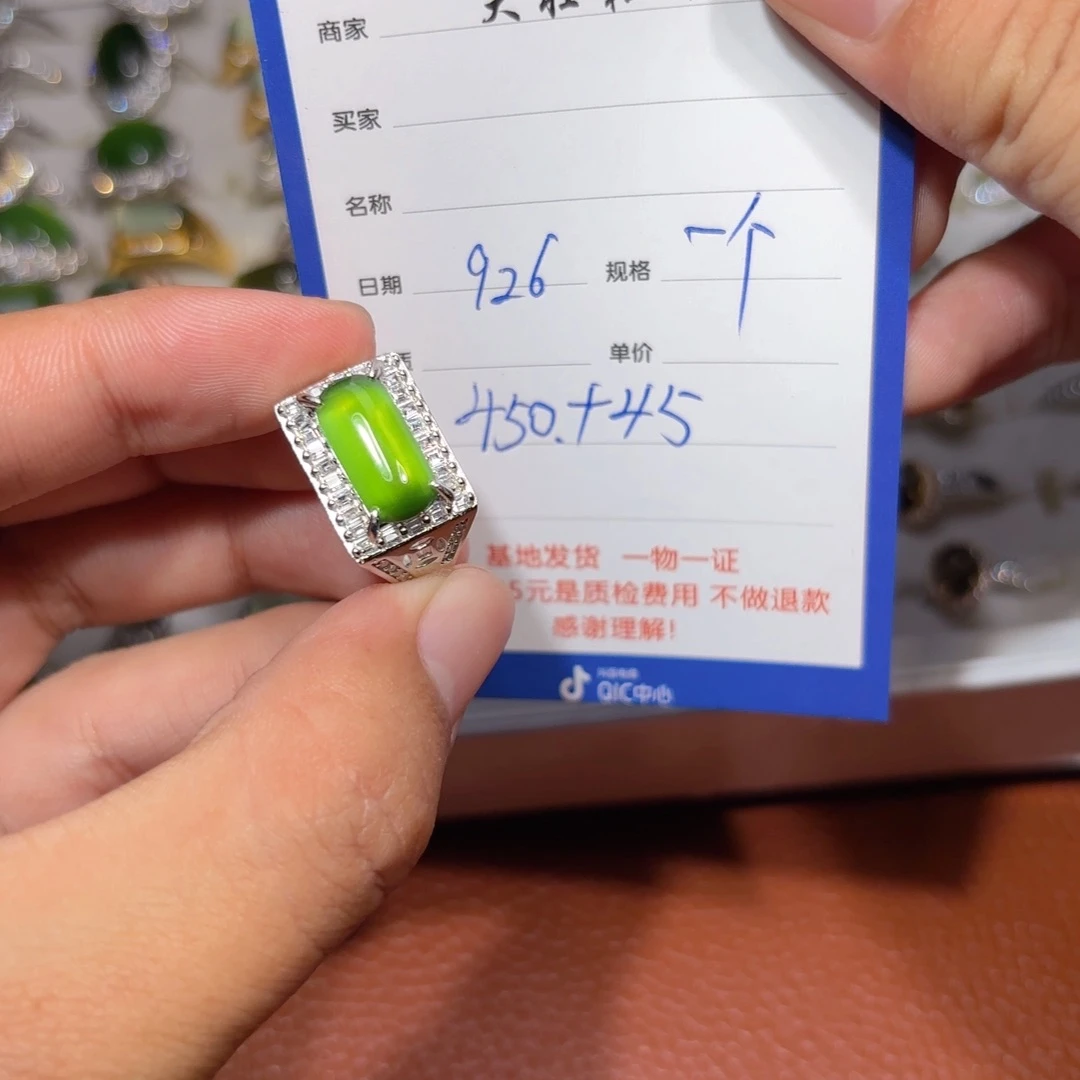 商家
买家
名称
日期 926 规格 一个
单价
450.+45
基地发货 一物一证
5元是质检费用 不做退款
感谢理解!
QIC中心